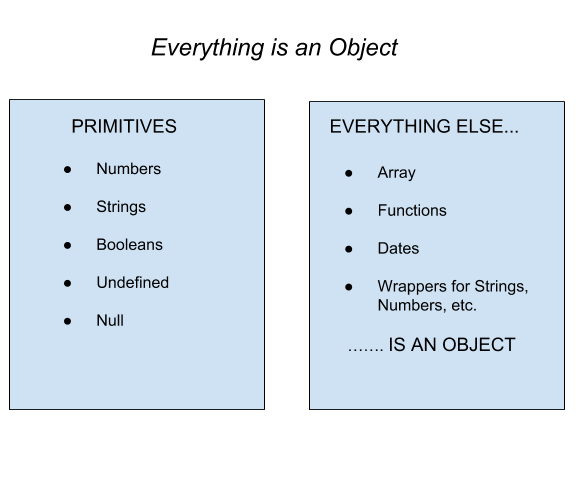 Everything is an Object
PRIMITIVES
● Numbers
● Strings
● Booleans
● Undefined
● Null
EVERYTHING ELSE...
● Array
● Functions
● Dates
● Wrappers for Strings,
Numbers, etc.
....... IS AN OBJECT